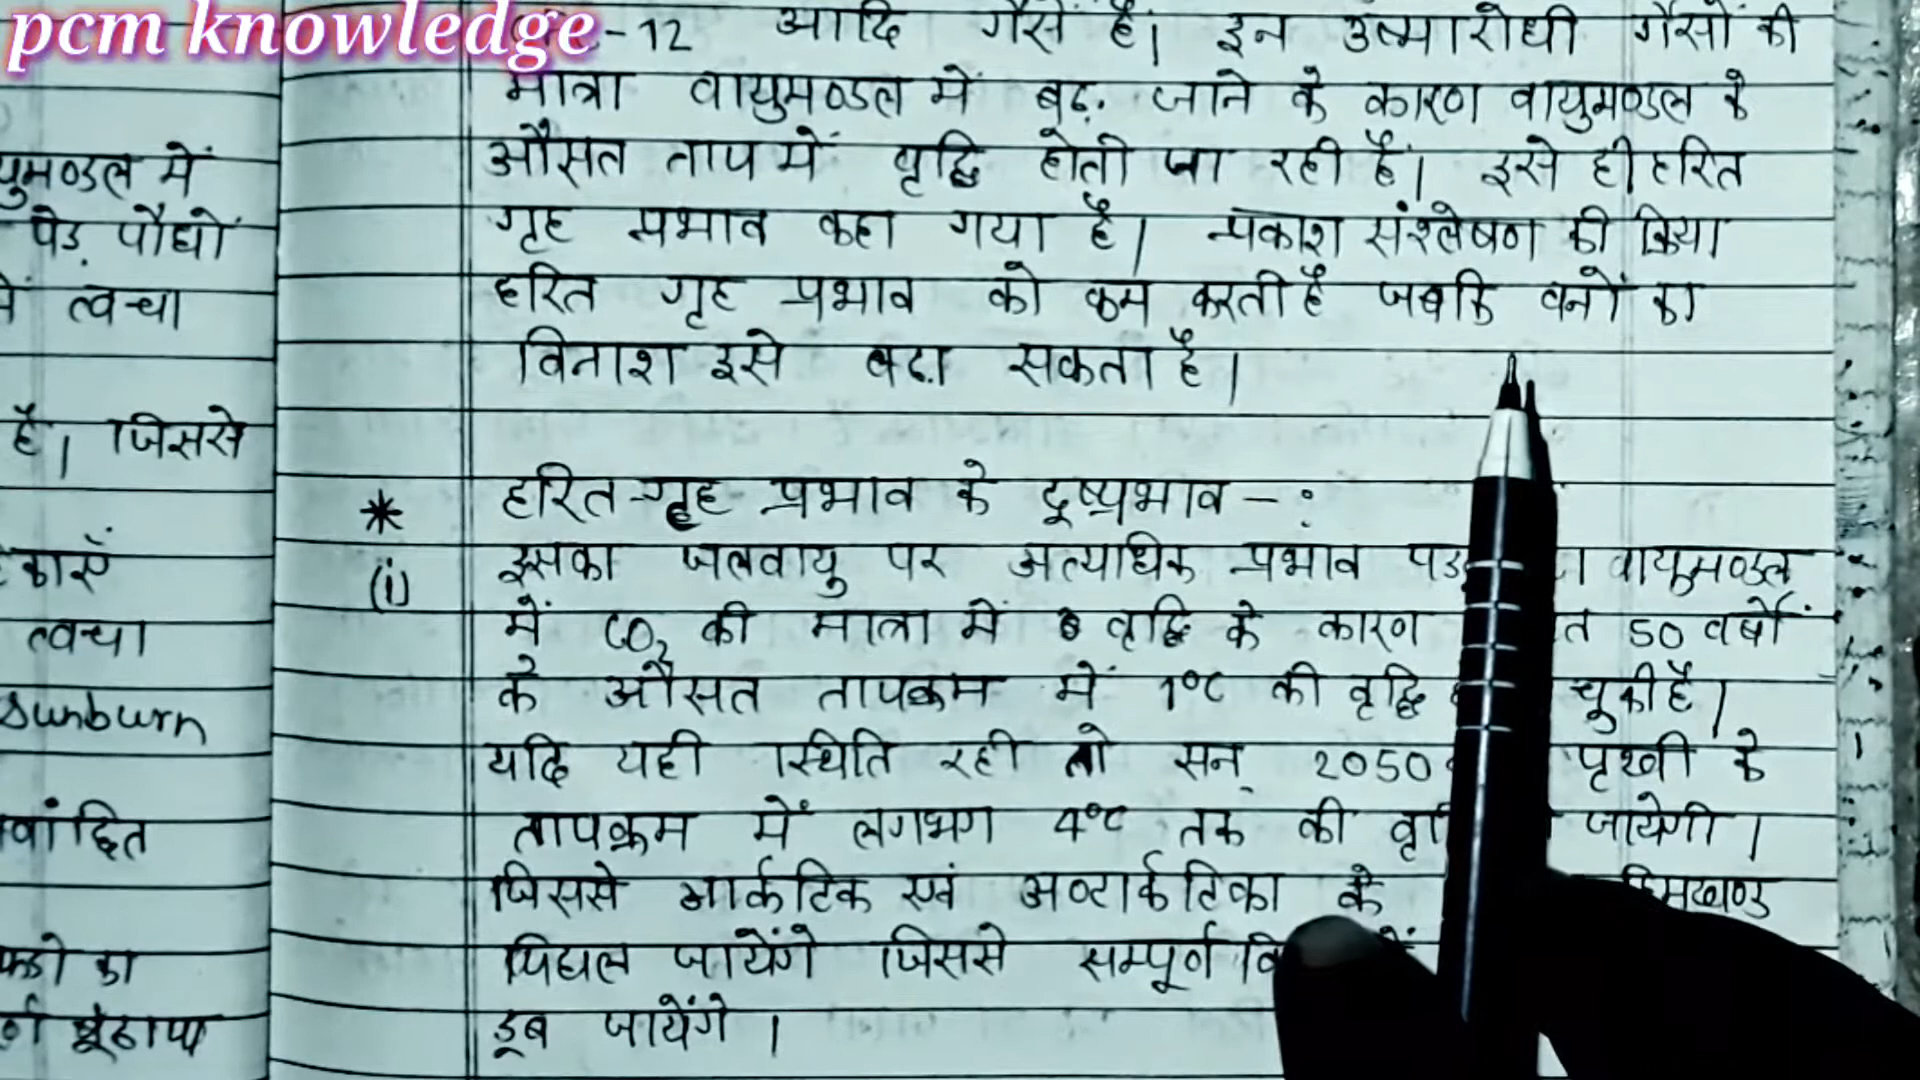 pcm knowledge
-12 आदि गैसें हैं। इन उष्मारोधी गैसों की
मात्रा वायुमण्डल में बढ़ जाने के कारण वायुमण्डल के
औसत ताप में वृद्धि होती जा रही है। इसे ही हरित
गृह प्रभाव कहा गया है। प्रकाश संश्लेषण की क्रिया
हरित गृह प्रभाव को कम करती है जबकि वनों का
विनाश इसे बढ़ा सकता है।
* हरित-गृह प्रभाव के दूष्प्रभाव -:
(i) इसका जलवायु पर अत्याधिक प्रभाव पड़ वायुमण्डल
में CO₂ की मात्रा में वृद्धि के कारण 50 वर्षों
के औसत तापक्रम में 1°C की वृद्धि चुकी है।
यदि यही स्थिति रही तो सन् 2050 पृथ्वी के
तापक्रम में लगभग 4°C तक की जायेगी।
जिससे आर्कटिक एवं अण्टार्कटिका के
पिघल जायेंगे जिससे सम्पूर्ण
डूब जायेंगे।
युमण्डल में
पेड़ पौधों
में त्वचा
है। जिससे
त्वचा
Sunburn
वांछित
का